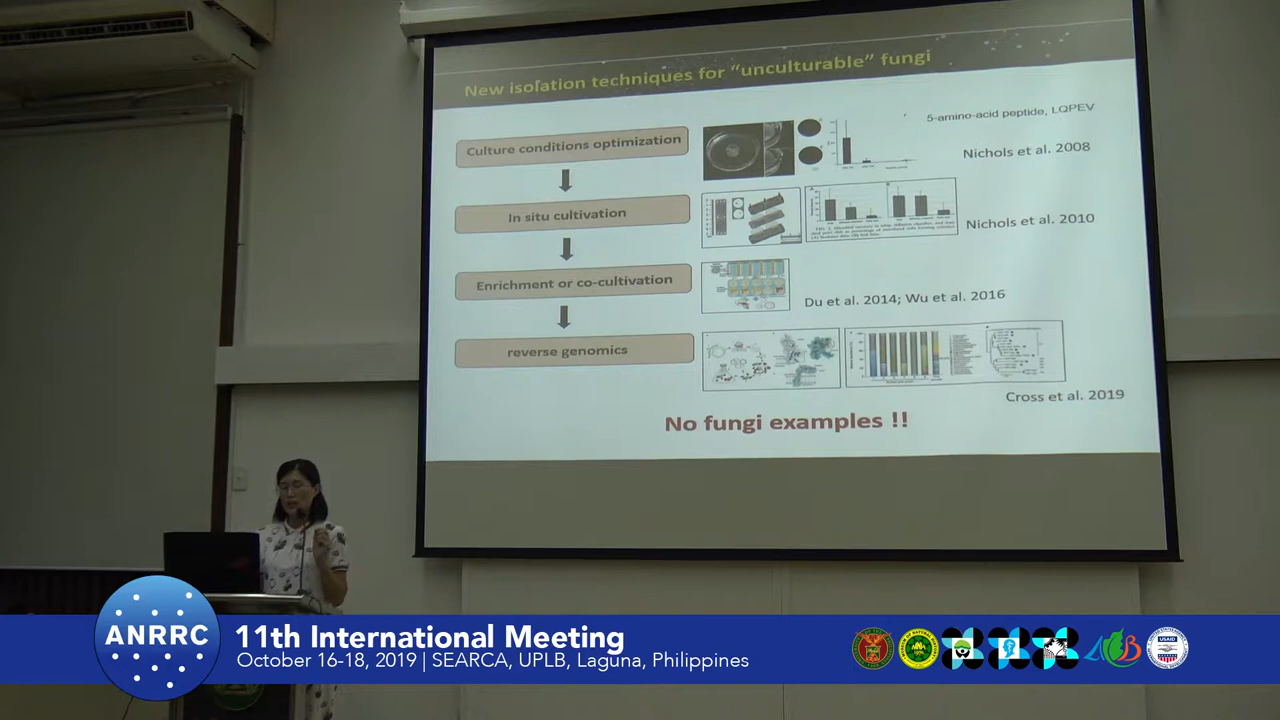 New isolation techniques for "unculturable" fungi
5-amino-acid peptide, LQPEV
Culture conditions optimization
Nichols et al. 2008
In situ cultivation
Nichols et al. 2010
Enrichment or co-cultivation
Du et al. 2014; Wu et al. 2016
reverse genomics
Cross et al. 2019
No fungi examples !!
ANRRC
11th International Meeting
October 16-18, 2019 | SEARCA, UPLB, Laguna, Philippines
USAID